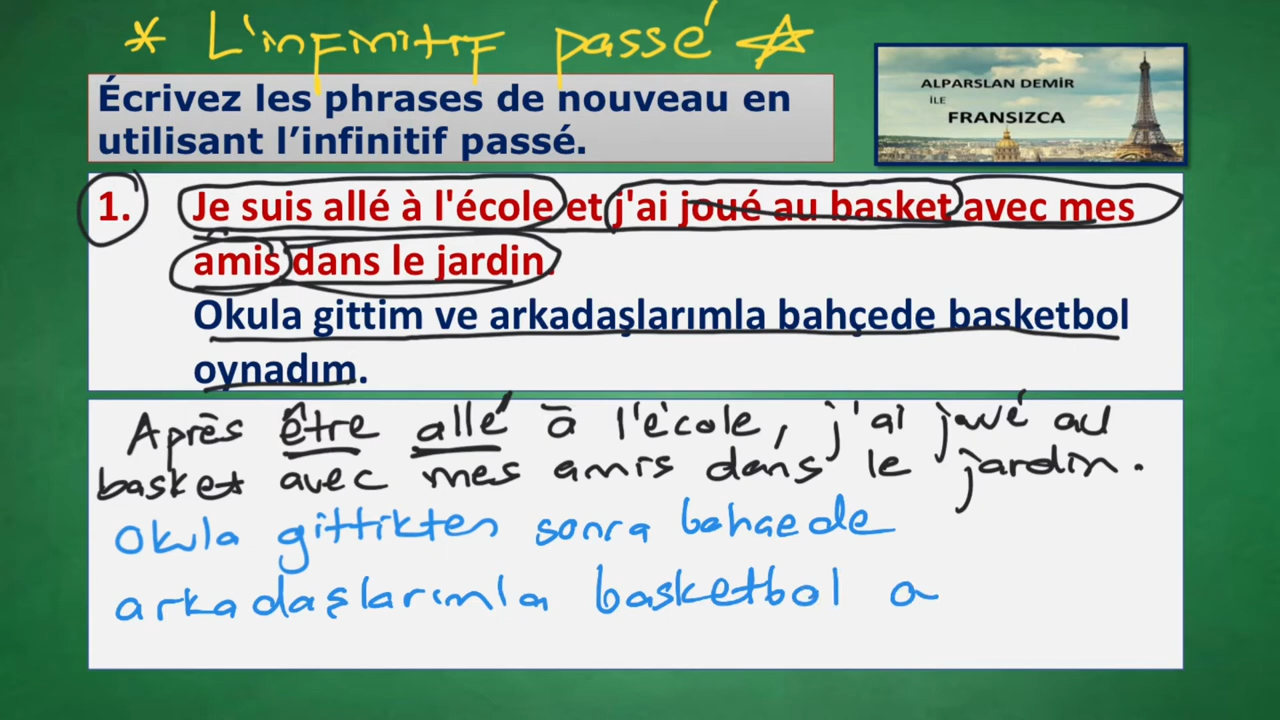 * L'infinitif passé
Écrivez les phrases de nouveau en
utilisant l'infinitif passé.
ALPARSLAN DEMİR
İLE
FRANSIZCA
1. Je suis allé à l'école et j'ai joué au basket avec mes
amis dans le jardin.
Okula gittim ve arkadaşlarımla bahçede basketbol
oynadım.
Après être allé à l'école, j'ai joué au
basket avec mes amis dans le jardin.
Okula gittikten sonra bahçede
arkadaşlarımla basketbol o